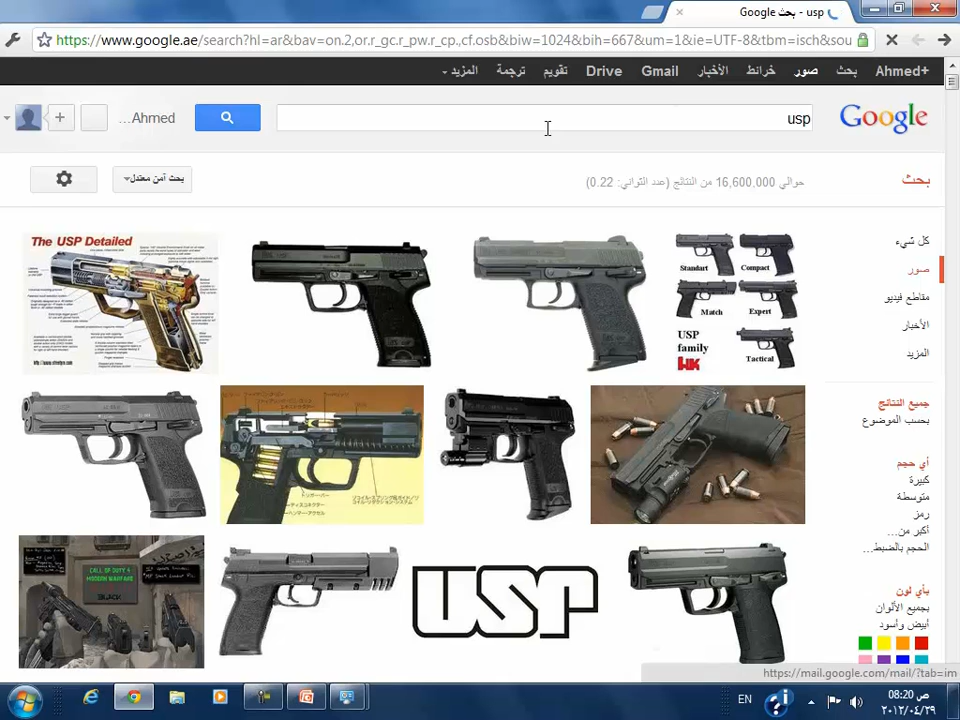 usp - بحث Google
https://www.google.ae/search?hl=ar&bav=on.2,or.r_gc.r_pw.r_cp.,cf.osb&biw=1024&bih=667&um=1&ie=UTF-8&tbm=isch&sou
Ahmed+ بحث صور خرائط الأخبار Gmail Drive تقويم ترجمة المزيد
Google
usp
Ahmed...
بحث
حوالي 16,600,000 من النتائج (عدد الثواني: 0.22)
بحث آمن معتدل
كل شيء
صور
مقاطع فيديو
الأخبار
المزيد
جميع النتائج
بحسب الموضوع
أي حجم
كبيرة
متوسطة
رمز
أكبر من...
الحجم بالضبط...
بأي لون
بجميع الألوان
أبيض وأسود
The USP Detailed
Standart
Compact
Match
Expert
USP
family
Tactical
CALL OF DUTY 4
MODERN WARFARE
BLACK
USP
https://mail.google.com/mail/?tab=im
EN
08:20 ص
٢٠١٢/٠٤/٢٩